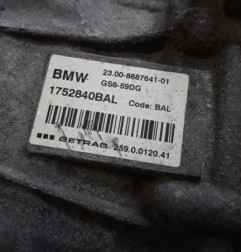 BMW 23.00-8687641-01
GS6-59DG
1752840BAL Code: BAL
GETRAG 259.0.0120.41